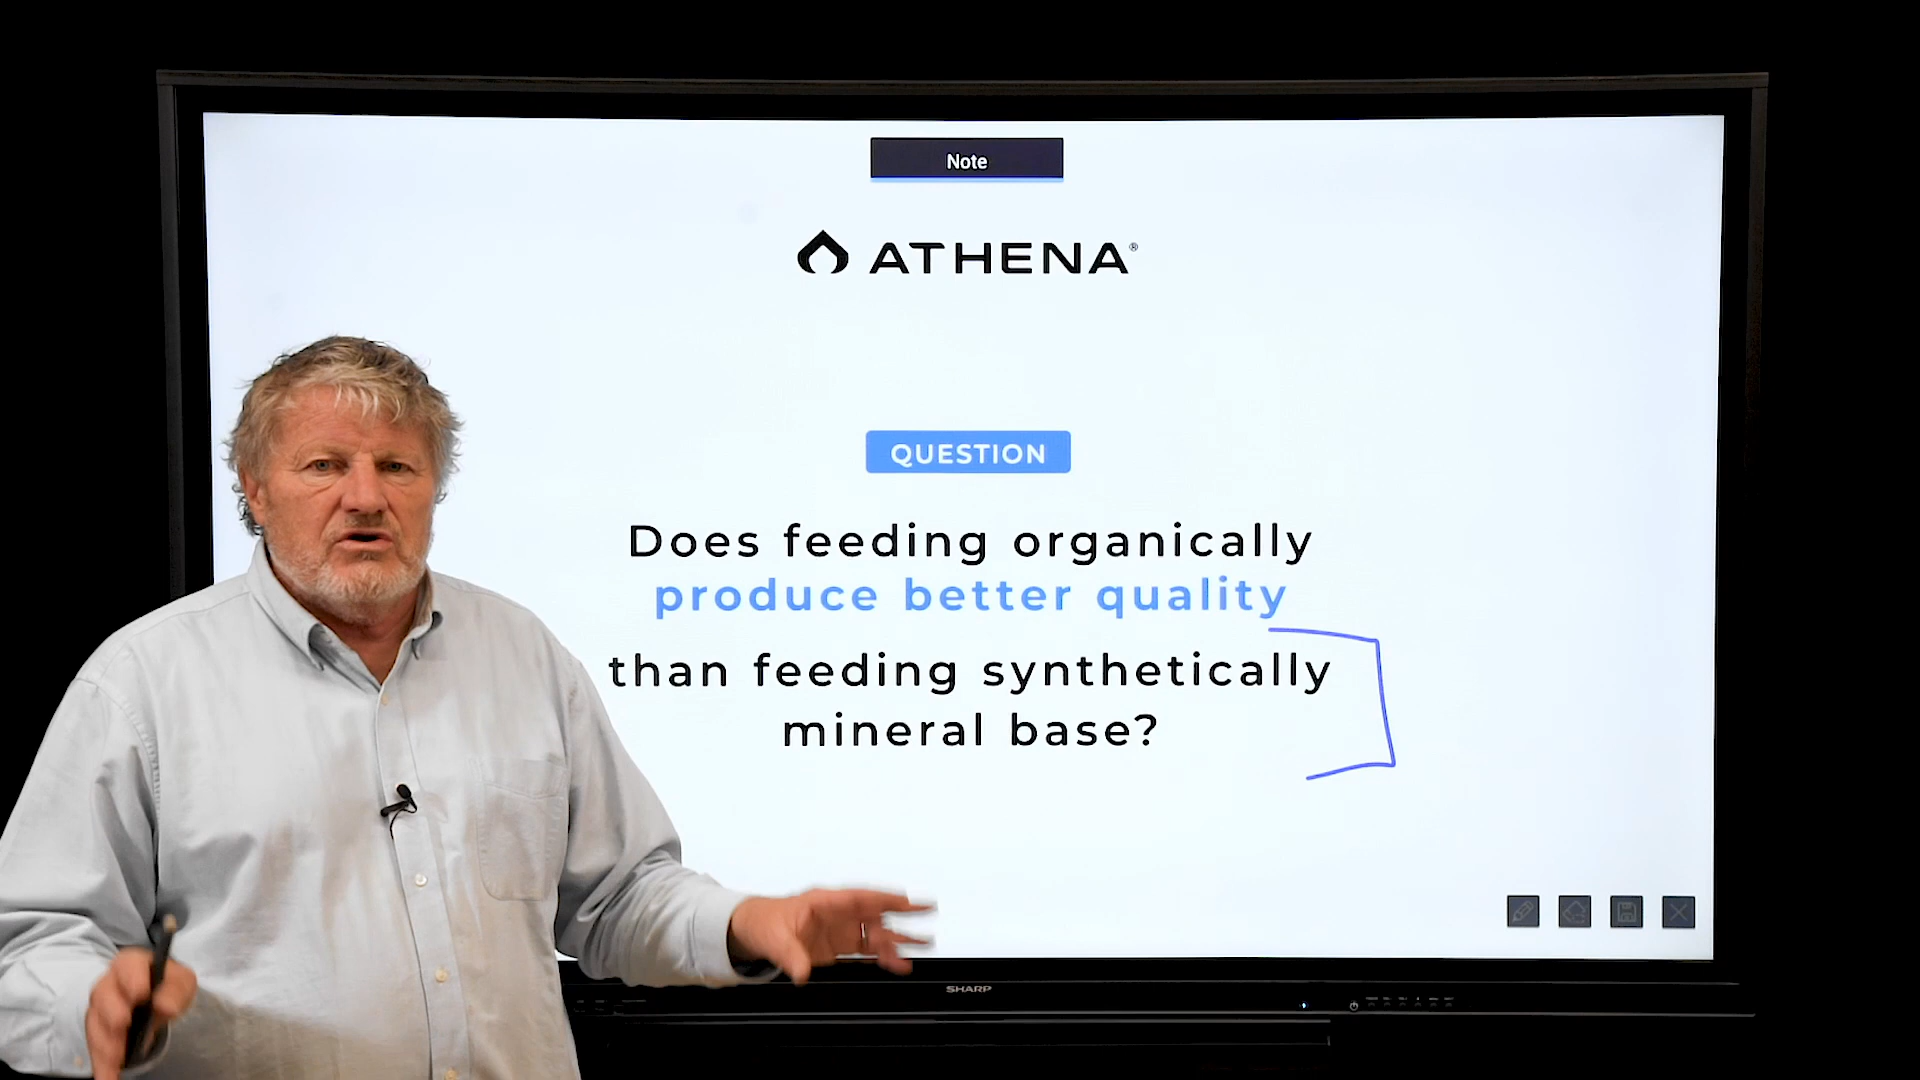 Note
ATHENA®
QUESTION
Does feeding organically
produce better quality
than feeding synthetically
mineral base?
SHARP